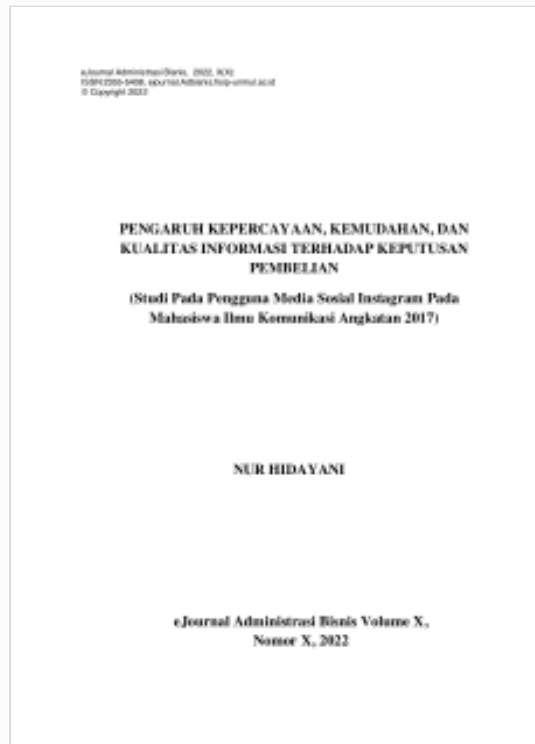 eJournal Administrasi Bisnis, 2022, X(X):
© Copyright 2022
PENGARUH KEPERCAYAAN, KEMUDAHAN, DAN
KUALITAS INFORMASI TERHADAP KEPUTUSAN
PEMBELIAN
(Studi Pada Pengguna Media Sosial Instagram Pada
Mahasiswa Ilmu Komunikasi Angkatan 2017)
NUR HIDAYANI
eJournal Administrasi Bisnis Volume X,
Nomor X, 2022